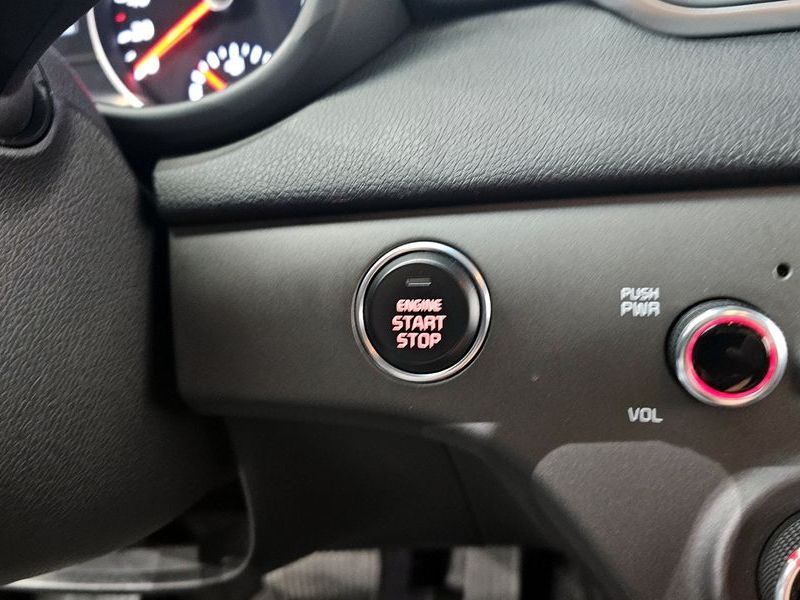 ENGINE
START
STOP
PUSH
PWR
VOL